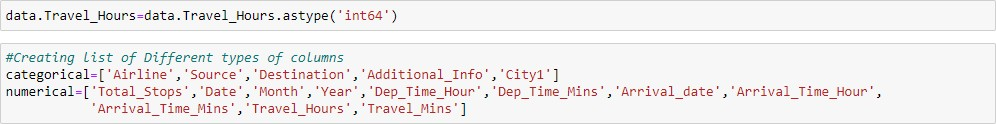 data.Travel_Hours=data.Travel_Hours.astype('int64')
#Creating list of Different types of columns
categorical=['Airline','Source','Destination','Additional_Info','City1']
numerical=['Total_Stops','Date','Month','Year','Dep_Time_Hour','Dep_Time_Mins','Arrival_date','Arrival_Time_Hour',
'Arrival_Time_Mins','Travel_Hours','Travel_Mins']